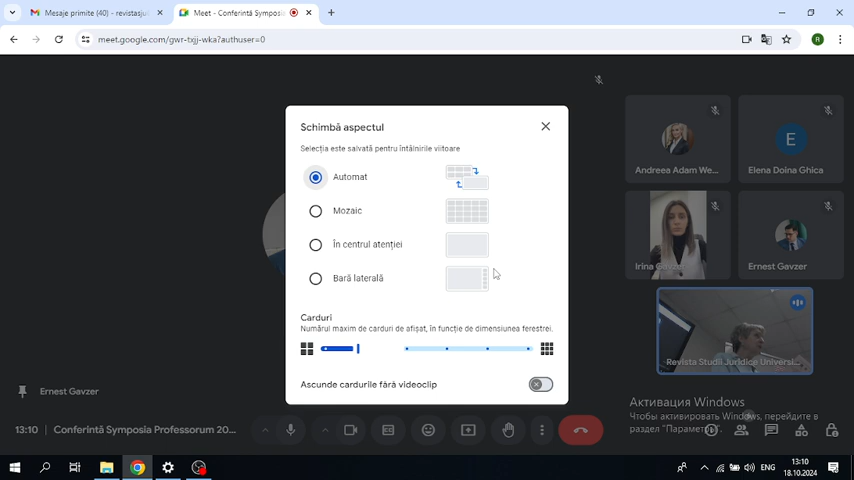 Mesaje primite (40) - revistasju
Meet - Conferintă Symposi
meet.google.com/gwr-txjj-wka?authuser=0
R
Schimbă aspectul
Selecția este salvată pentru întâlnirile viitoare
Automat
Mozaic
În centrul atenției
Bară laterală
Carduri
Numărul maxim de carduri de afișat, în funcție de dimensiunea ferestrei.
Ascunde cardurile fără videoclip
Andreea Adam We...
E
Elena Doina Ghica
Irina Gavzer
Ernest Gavzer
Revista Studii Juridice Universi...
Ernest Gavzer
13:10 | Conferintă Symposia Professorum 20...
Активация Windows
Чтобы активировать Windows, перейдите в
раздел "Параметры".
ENG
13:10
18.10.2024